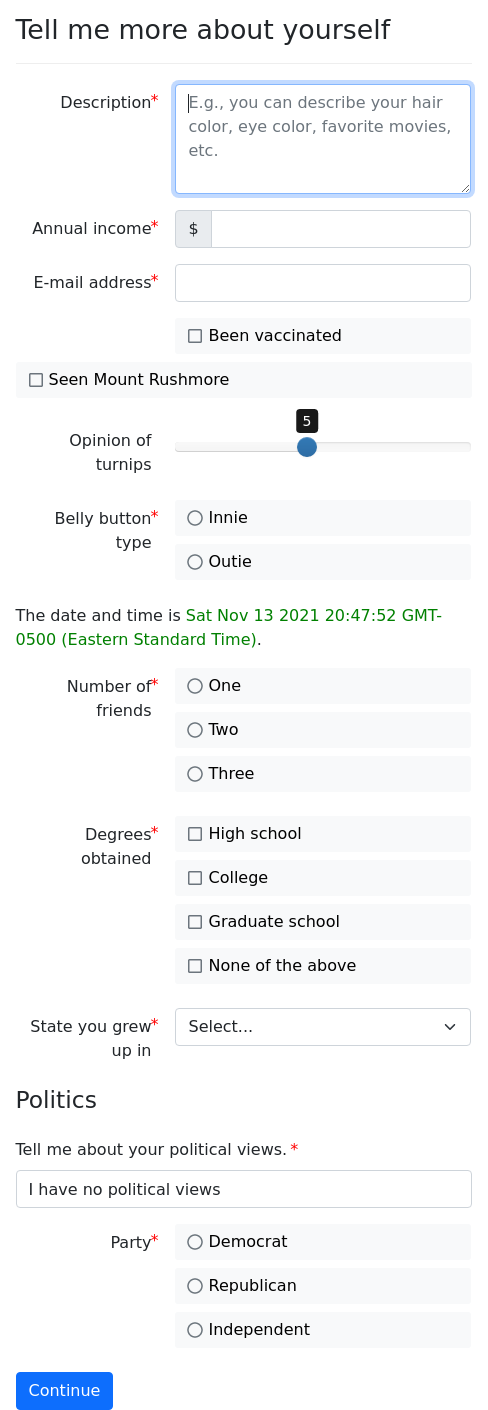 Tell me more about yourself
Description*
E.g., you can describe your hair
color, eye color, favorite movies,
etc.
Annual income*
$
E-mail address*
Been vaccinated
Seen Mount Rushmore
5
Opinion of
turnips
Belly button*
type
Innie
Outie
The date and time is Sat Nov 13 2021 20:47:52 GMT-
0500 (Eastern Standard Time).
Number of*
friends
One
Two
Three
Degrees*
obtained
High school
College
Graduate school
None of the above
State you grew*
up in
Select...
Politics
Tell me about your political views. *
I have no political views
Party*
Democrat
Republican
Independent
Continue